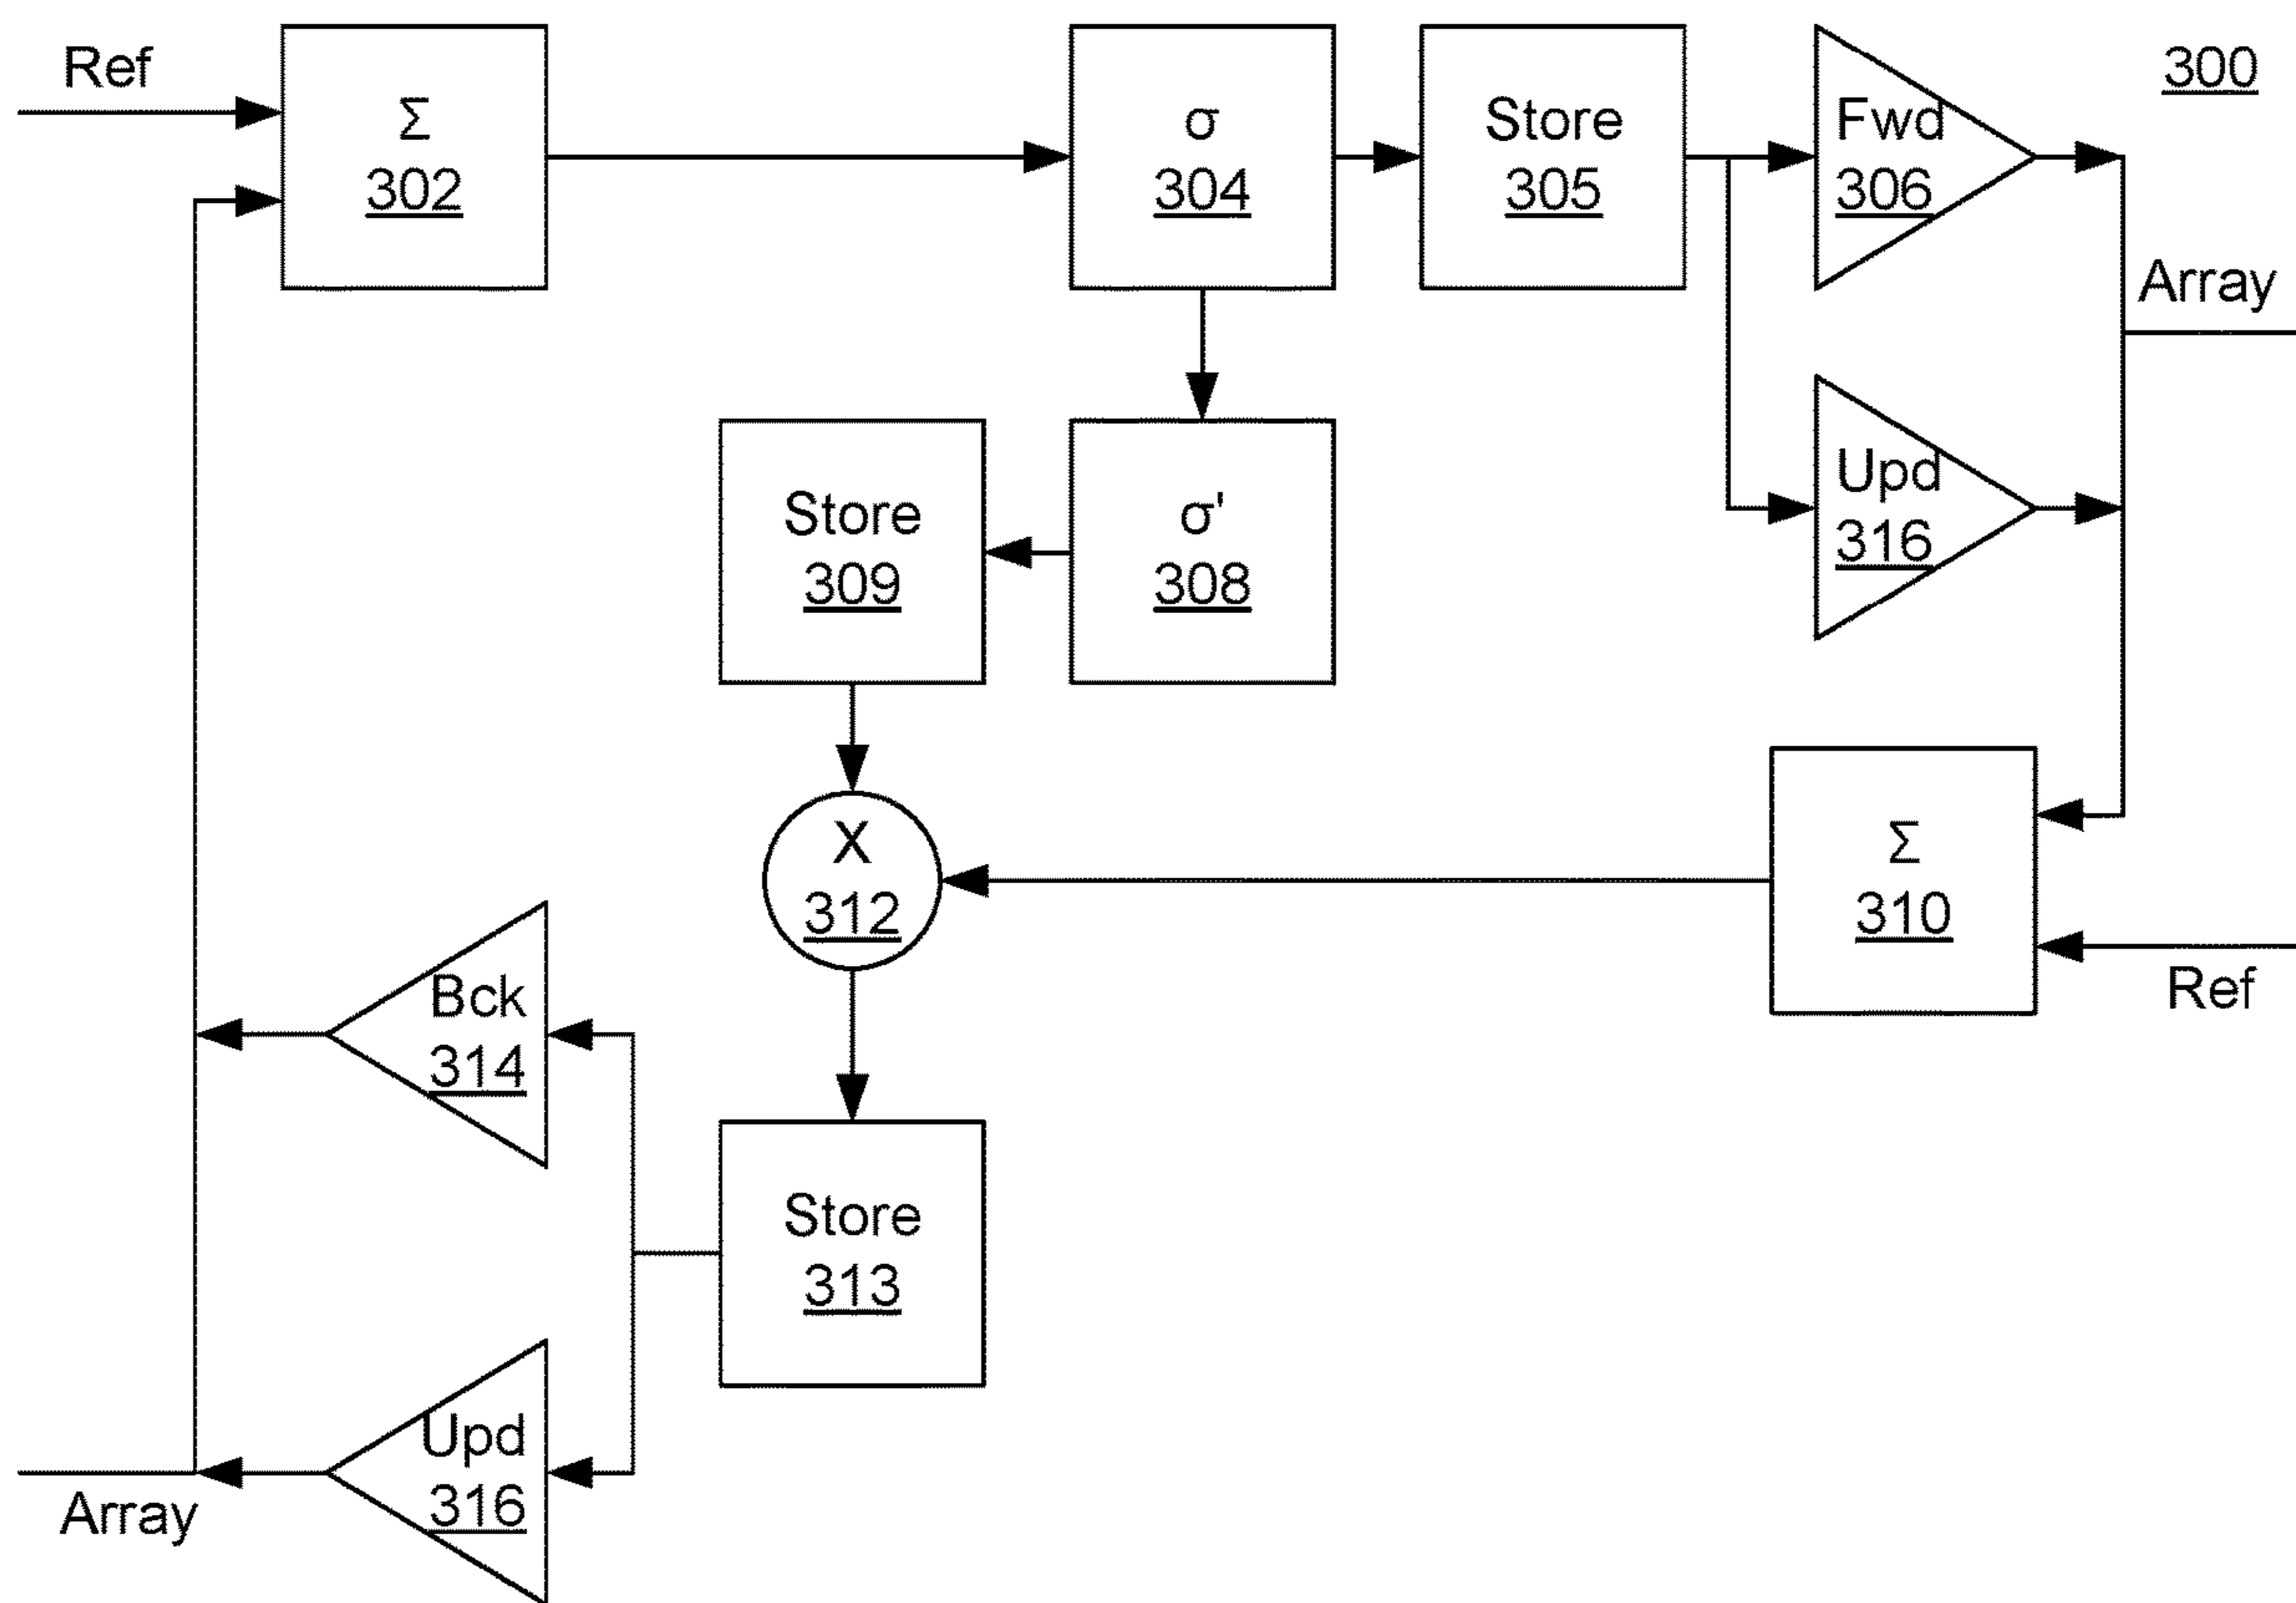 Ref
Σ
302
σ
304
Store
305
Fwd
306
300
Array
Store
309
σ'
308
Upd
316
X
312
Σ
310
Ref
Bck
314
Store
313
Upd
316
Array